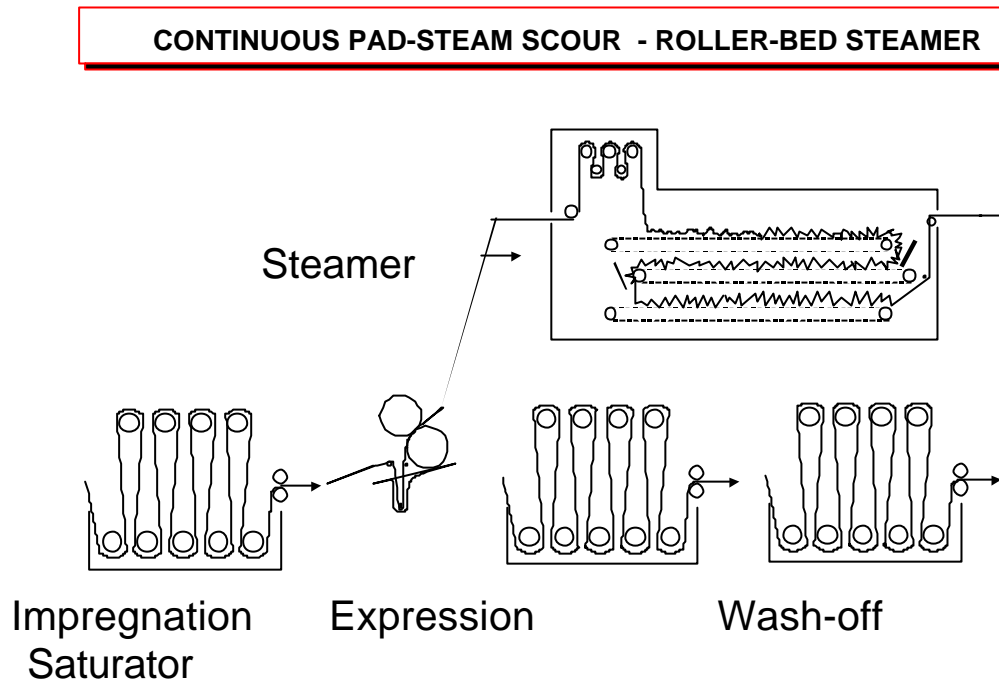 CONTINUOUS PAD-STEAM SCOUR - ROLLER-BED STEAMER
Steamer
Impregnation
Saturator
Expression
Wash-off